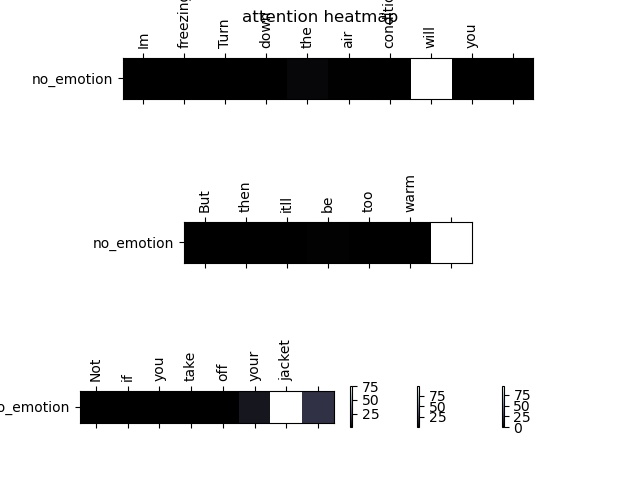 attention heatmap
Im freezing Turn down the air will you
no_emotion
But then itll be too warm
no_emotion
Not if you take off your jacket
_emotion
75 75 75
50 50 50
25 25 25
0